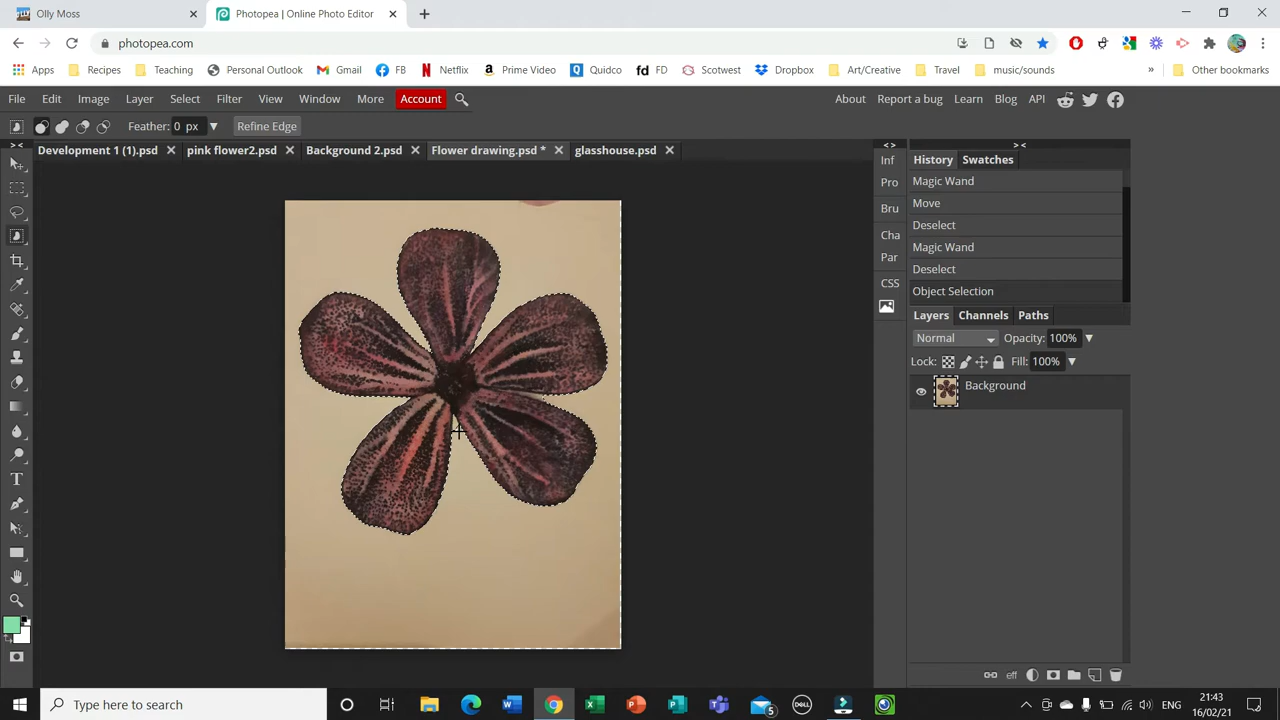 Olly Moss
Photopea | Online Photo Editor
photopea.com
Apps Recipes Teaching Personal Outlook Gmail FB Netflix Prime Video Quidco FD Scotwest Dropbox Art/Creative Travel music/sounds » Other bookmarks
File Edit Image Layer Select Filter View Window More Account About Report a bug Learn Blog API
Feather: 0 px Refine Edge
Development 1 (1).psd pink flower2.psd Background 2.psd Flower drawing.psd * glasshouse.psd
Inf
Pro
Bru
Cha
Par
CSS
History Swatches
Magic Wand
Move
Deselect
Magic Wand
Deselect
Object Selection
Layers Channels Paths
Normal Opacity: 100%
Lock: Fill: 100%
Background
eff
Type here to search
5
DELL
ENG
21:43
16/02/21